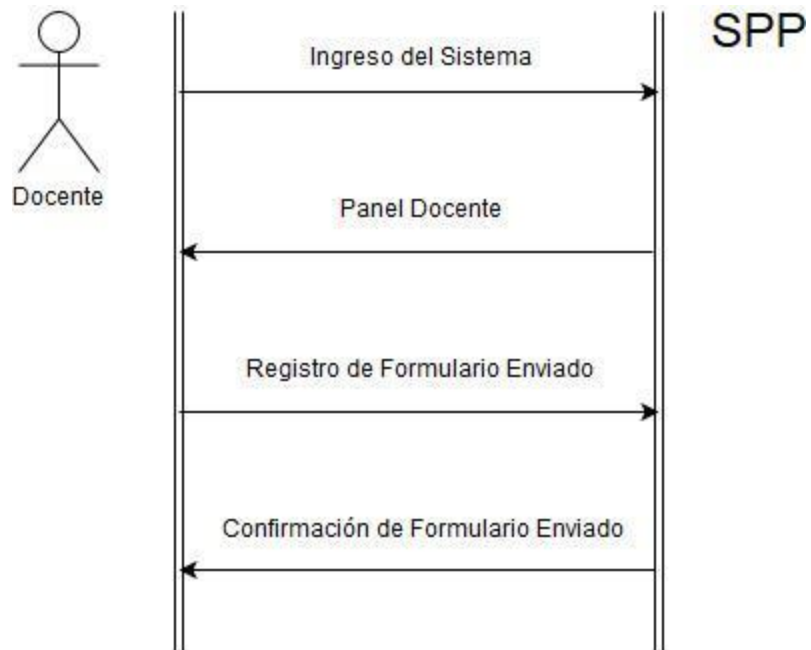 SPP
Ingreso del Sistema
Docente
Panel Docente
Registro de Formulario Enviado
Confirmación de Formulario Enviado